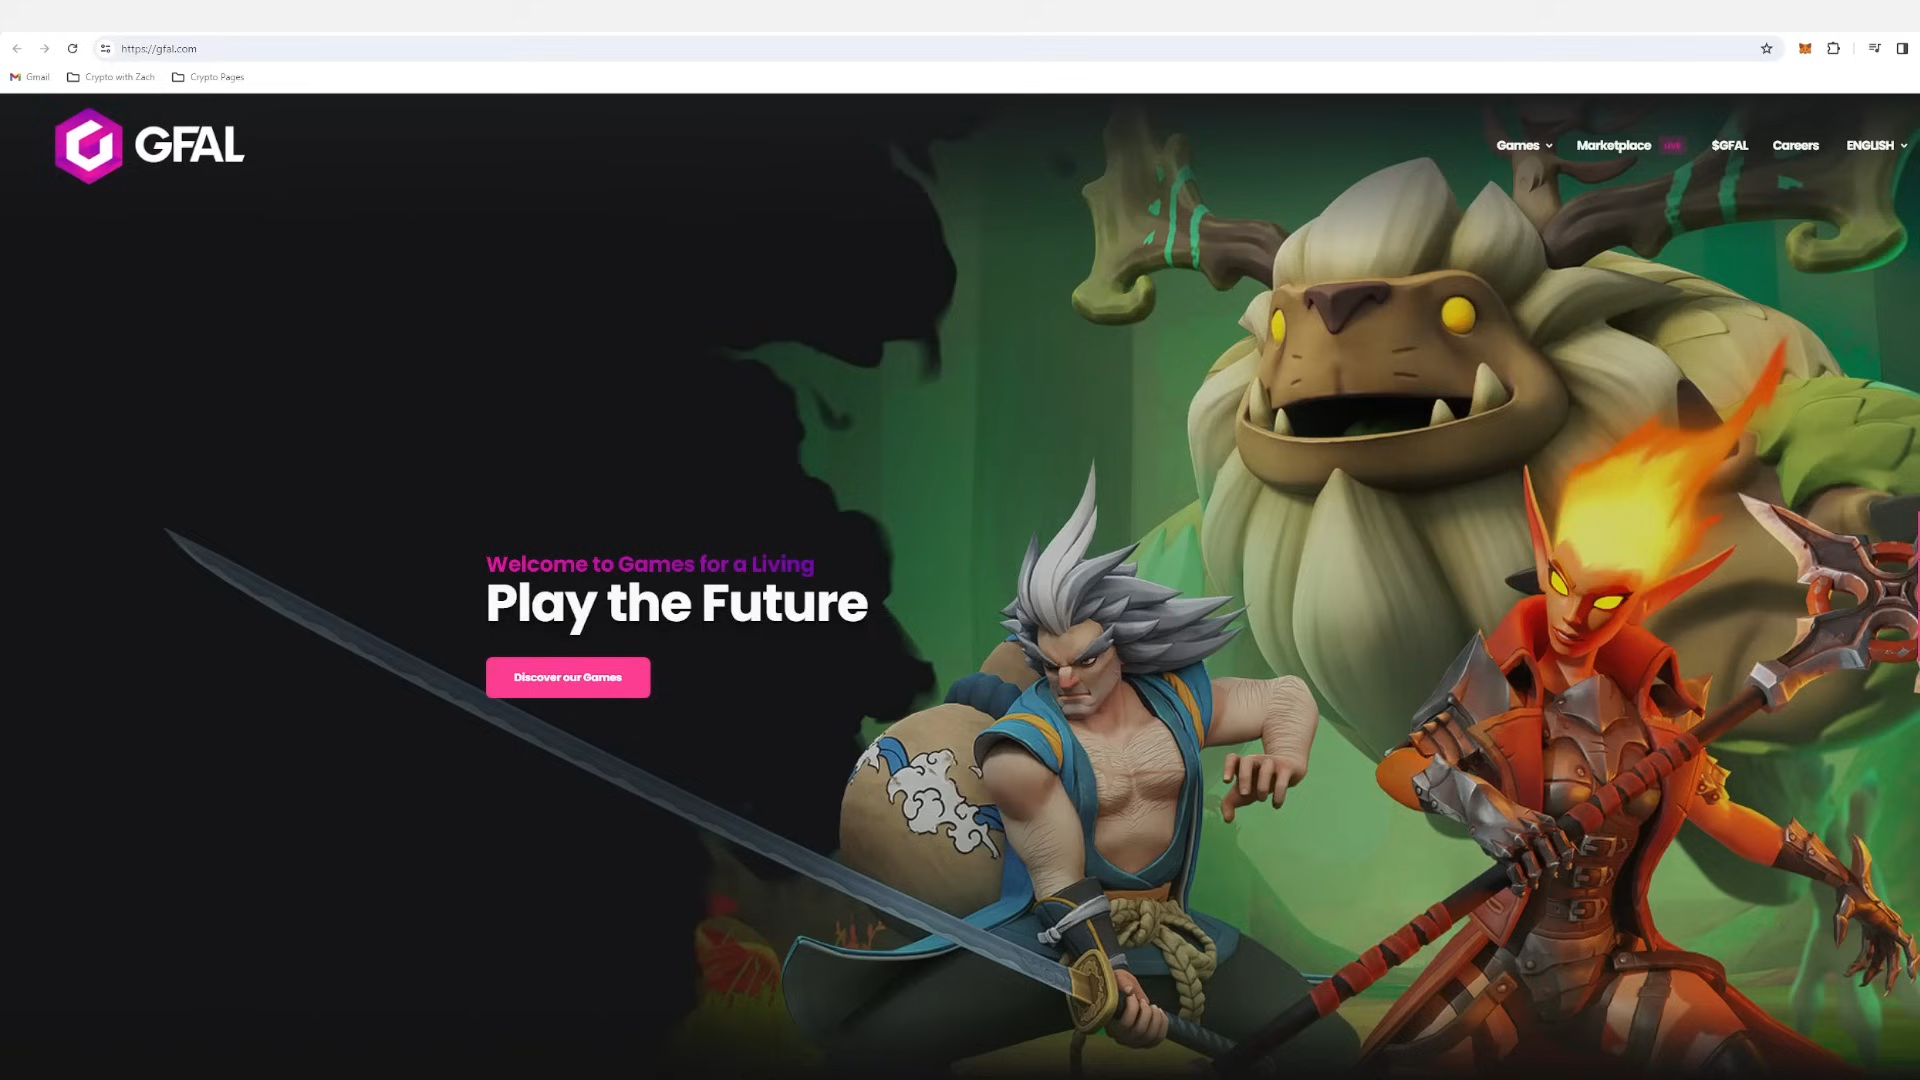 https://gfal.com
Gmail Crypto with Zach Crypto Pages
GFAL
Games Marketplace LIVE $GFAL Careers ENGLISH
Welcome to Games for a Living
Play the Future
Discover our Games